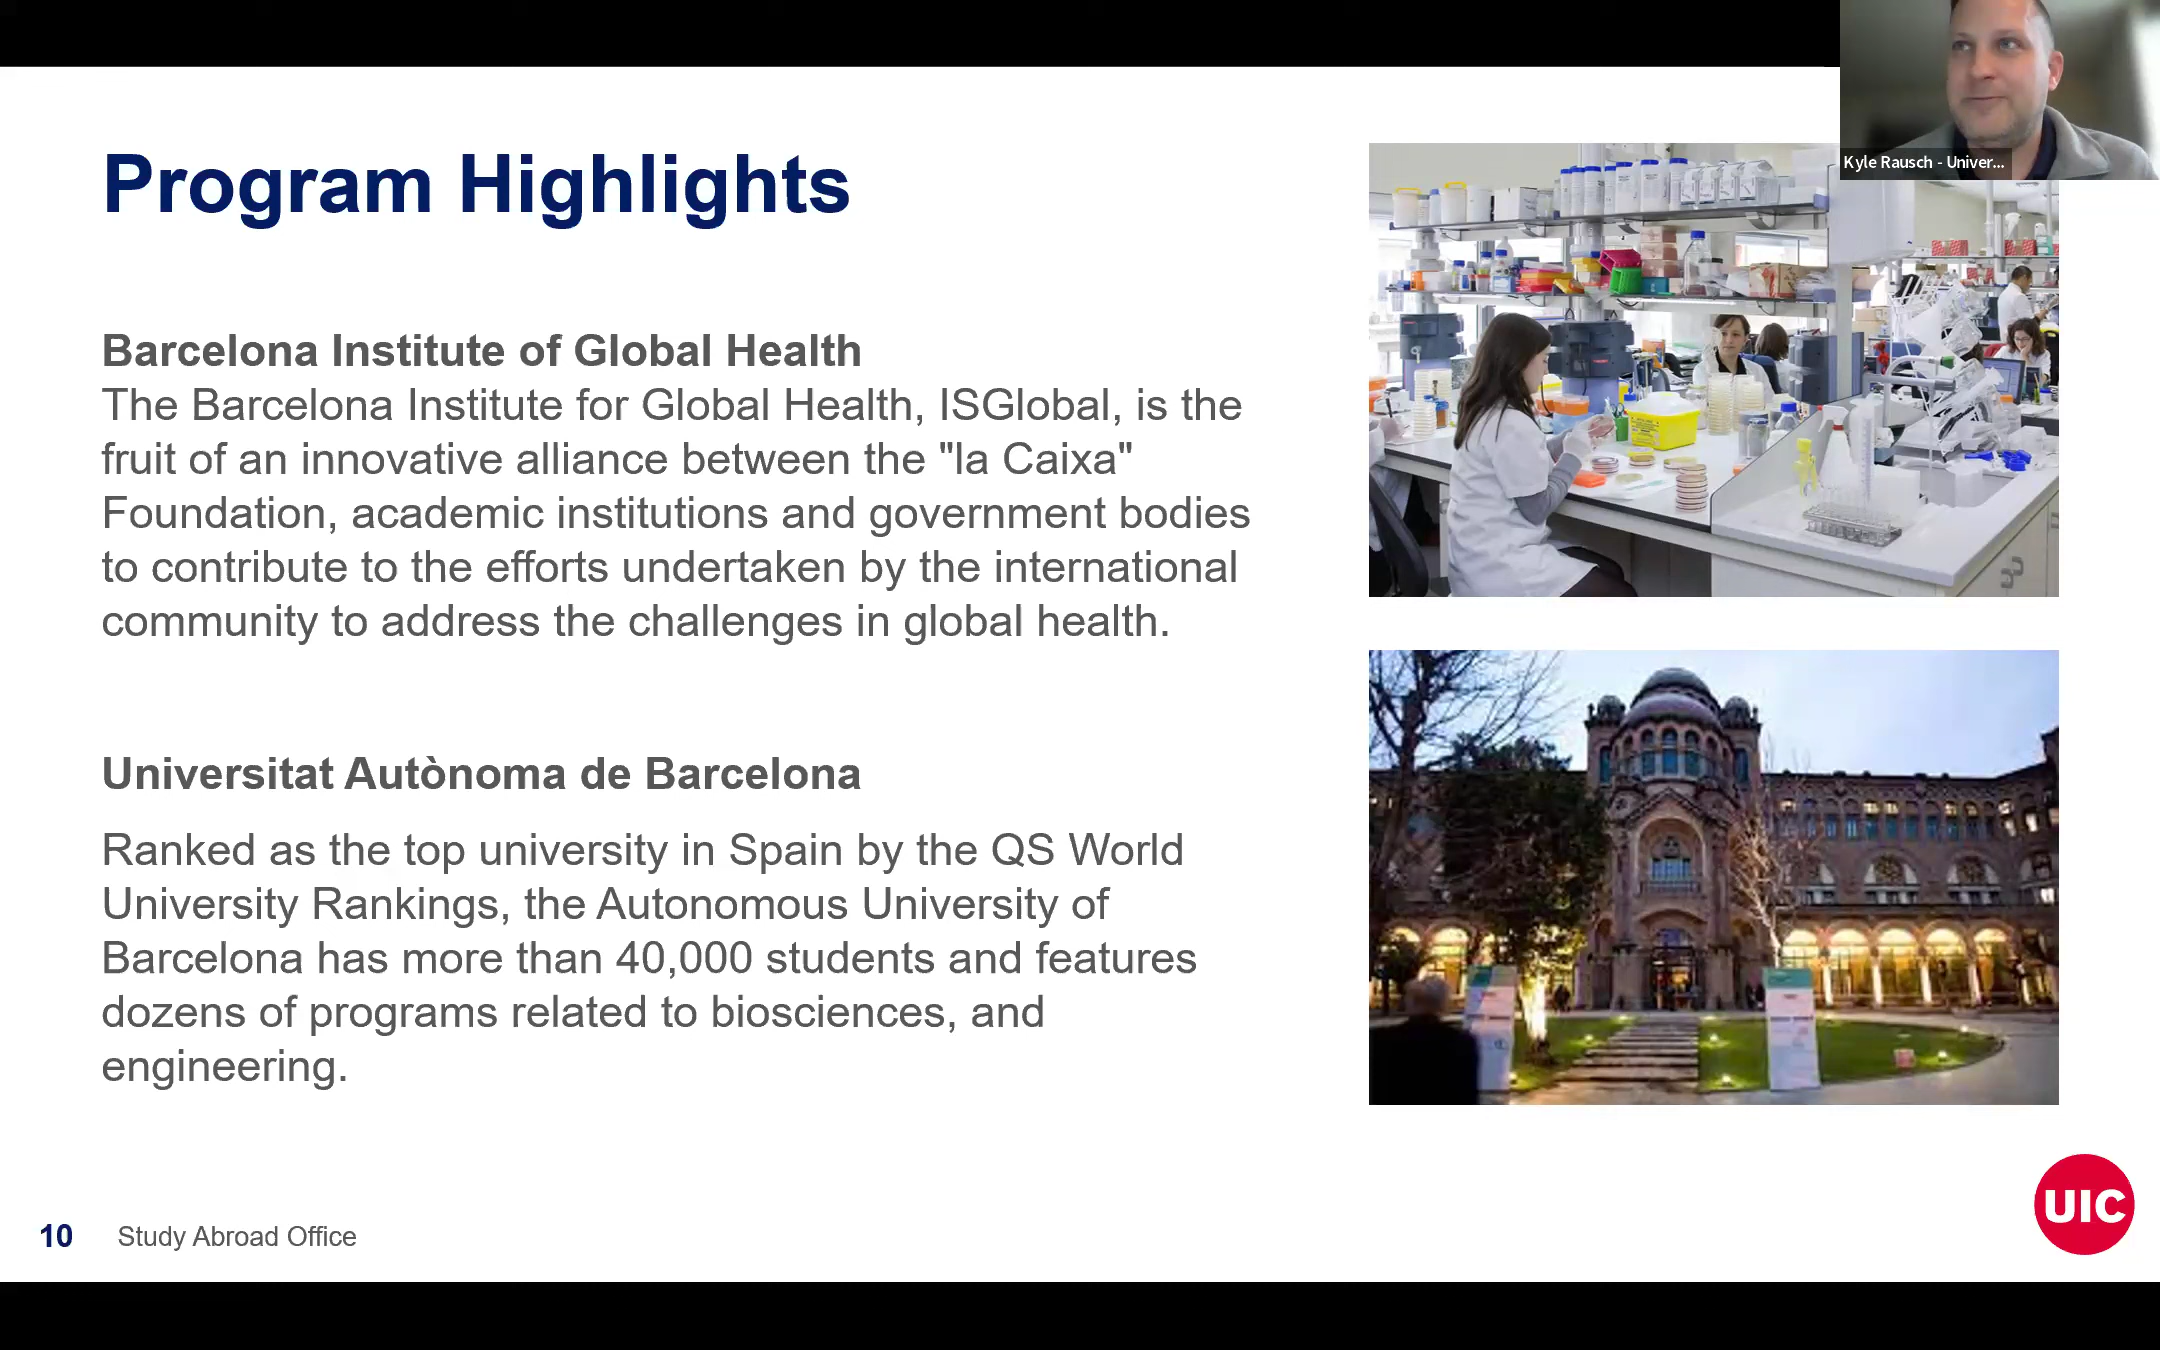 Kyle Rausch - Univer...
Program Highlights
Barcelona Institute of Global Health
The Barcelona Institute for Global Health, ISGlobal, is the
fruit of an innovative alliance between the "la Caixa"
Foundation, academic institutions and government bodies
to contribute to the efforts undertaken by the international
community to address the challenges in global health.
Universitat Autònoma de Barcelona
Ranked as the top university in Spain by the QS World
University Rankings, the Autonomous University of
Barcelona has more than 40,000 students and features
dozens of programs related to biosciences, and
engineering.
10 Study Abroad Office
UIC